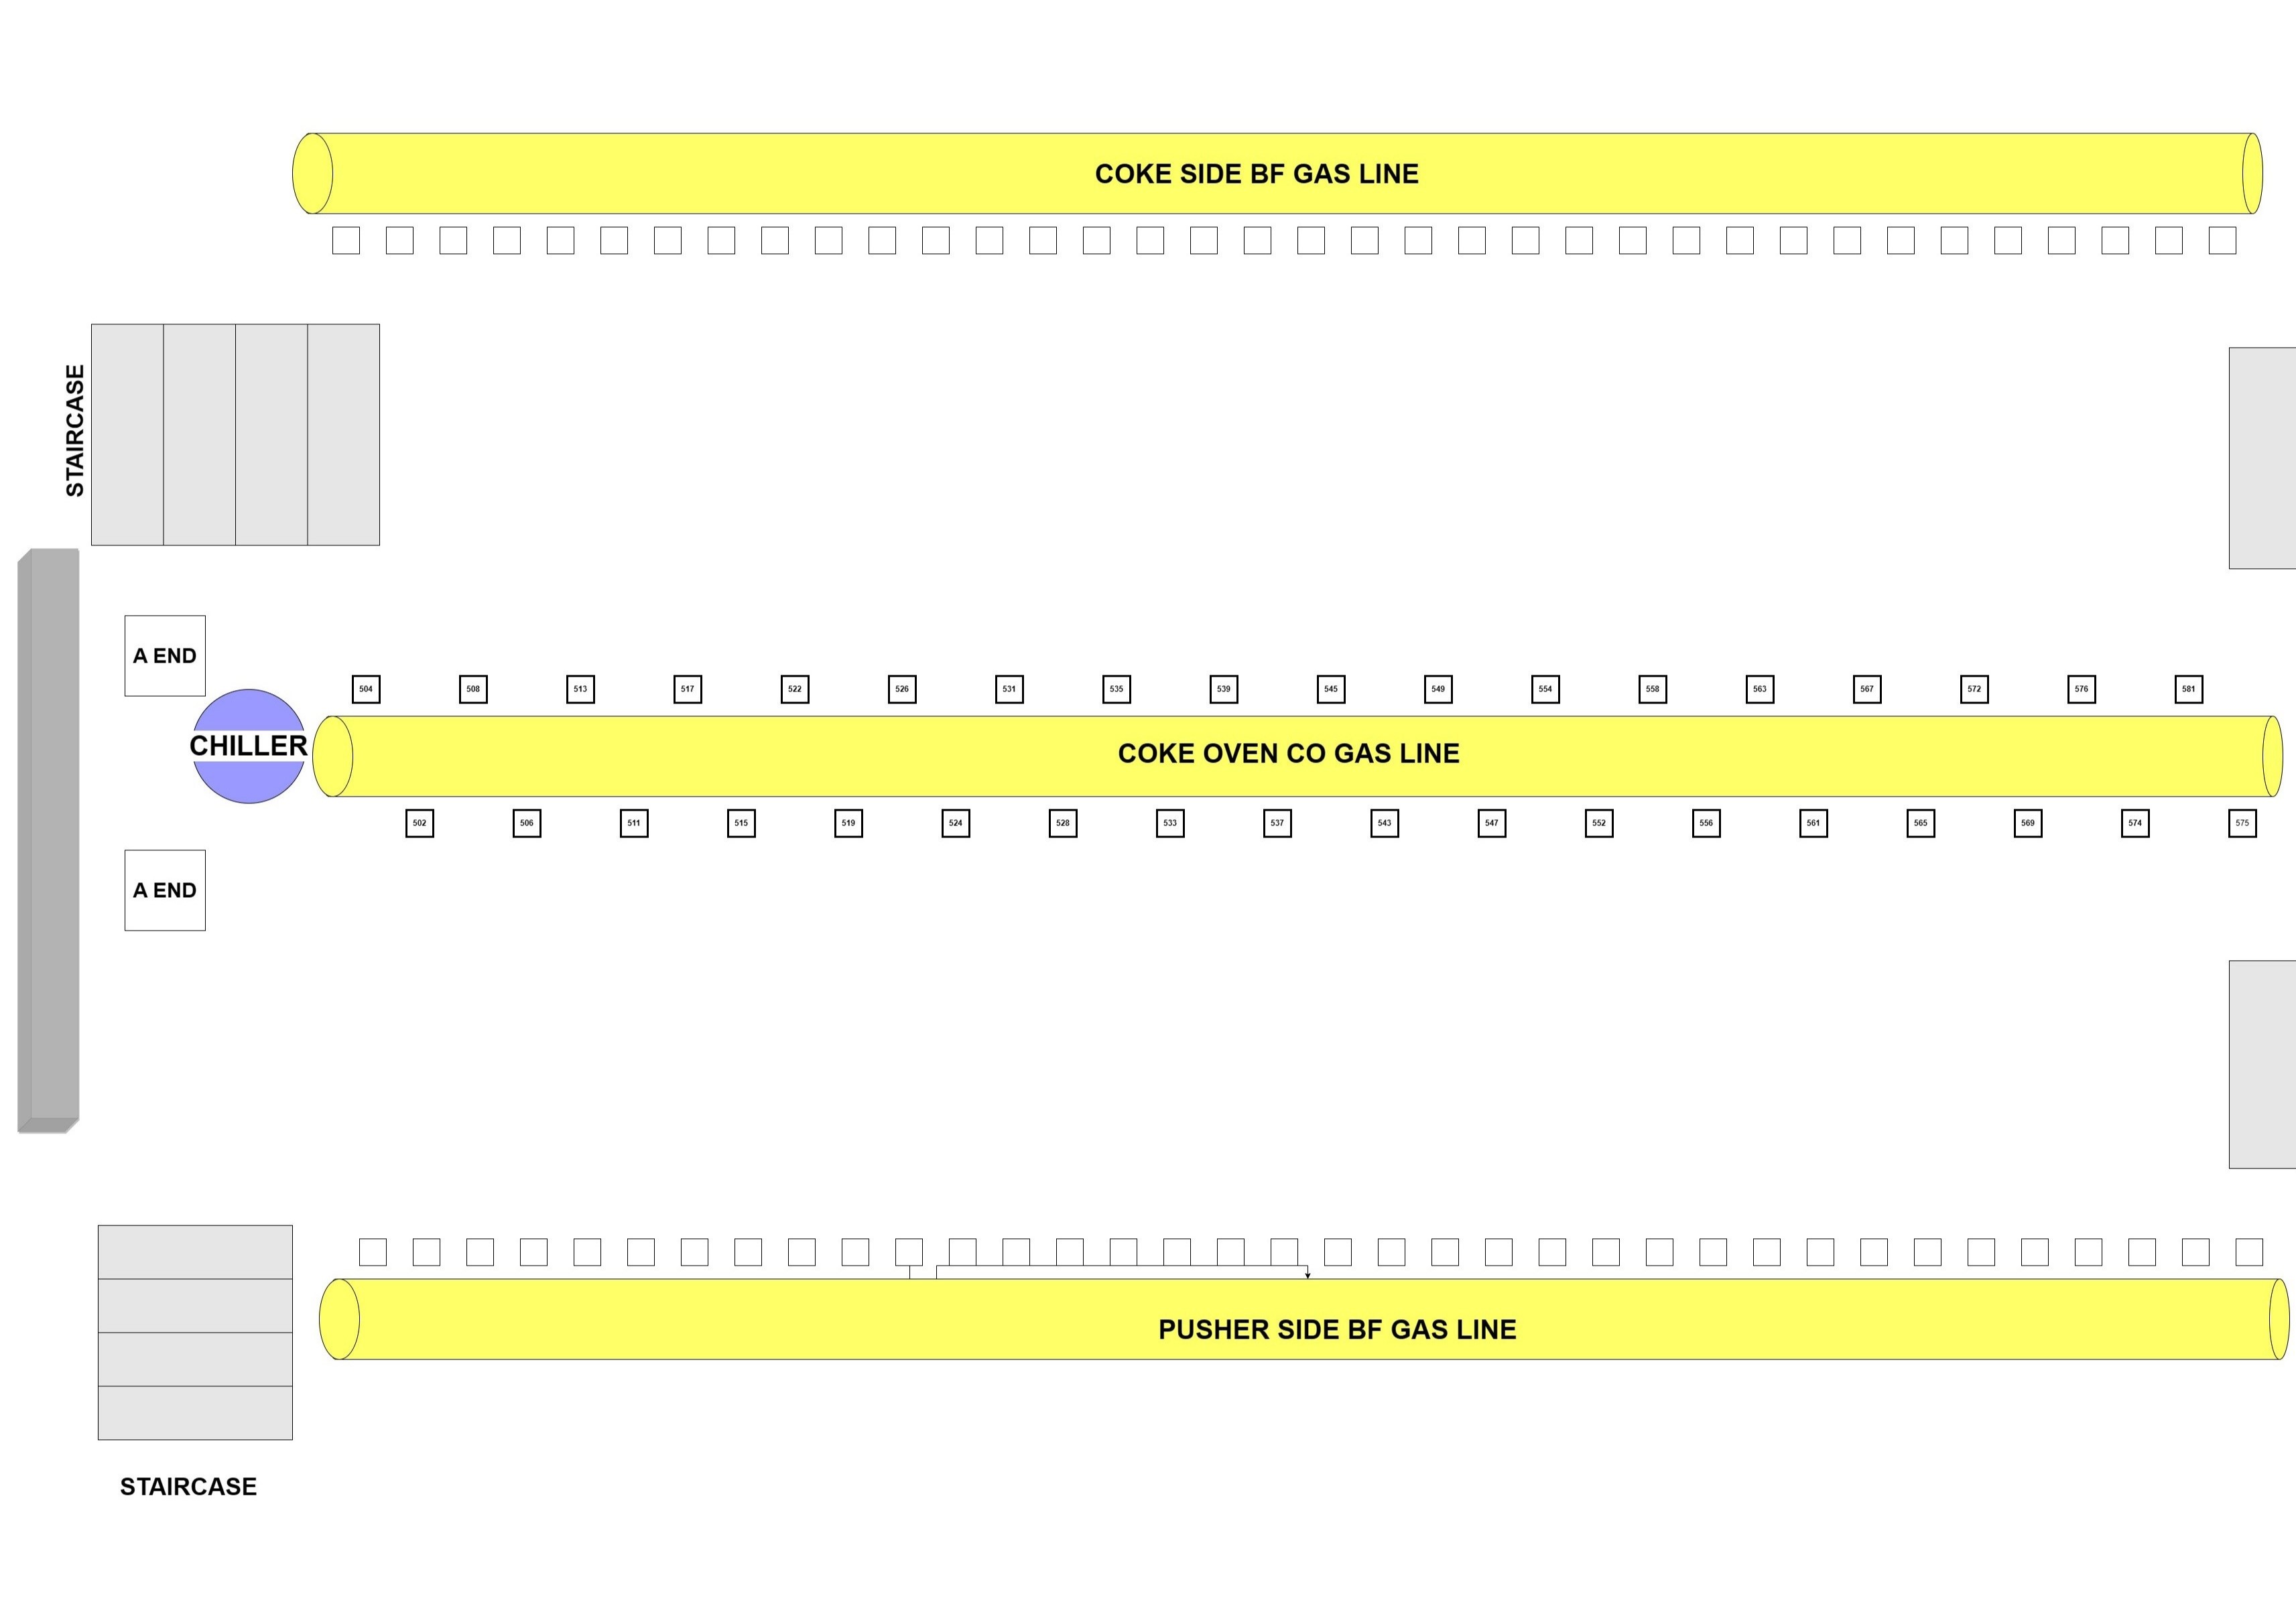 COKE SIDE BF GAS LINE
STAIRCASE
A END
504 508 513 517 522 526 531 535 539 545 549 554 558 563 567 572 576 581
CHILLER
COKE OVEN CO GAS LINE
502 506 511 515 519 524 528 533 537 543 547 552 556 561 565 569 574 575
A END
PUSHER SIDE BF GAS LINE
STAIRCASE